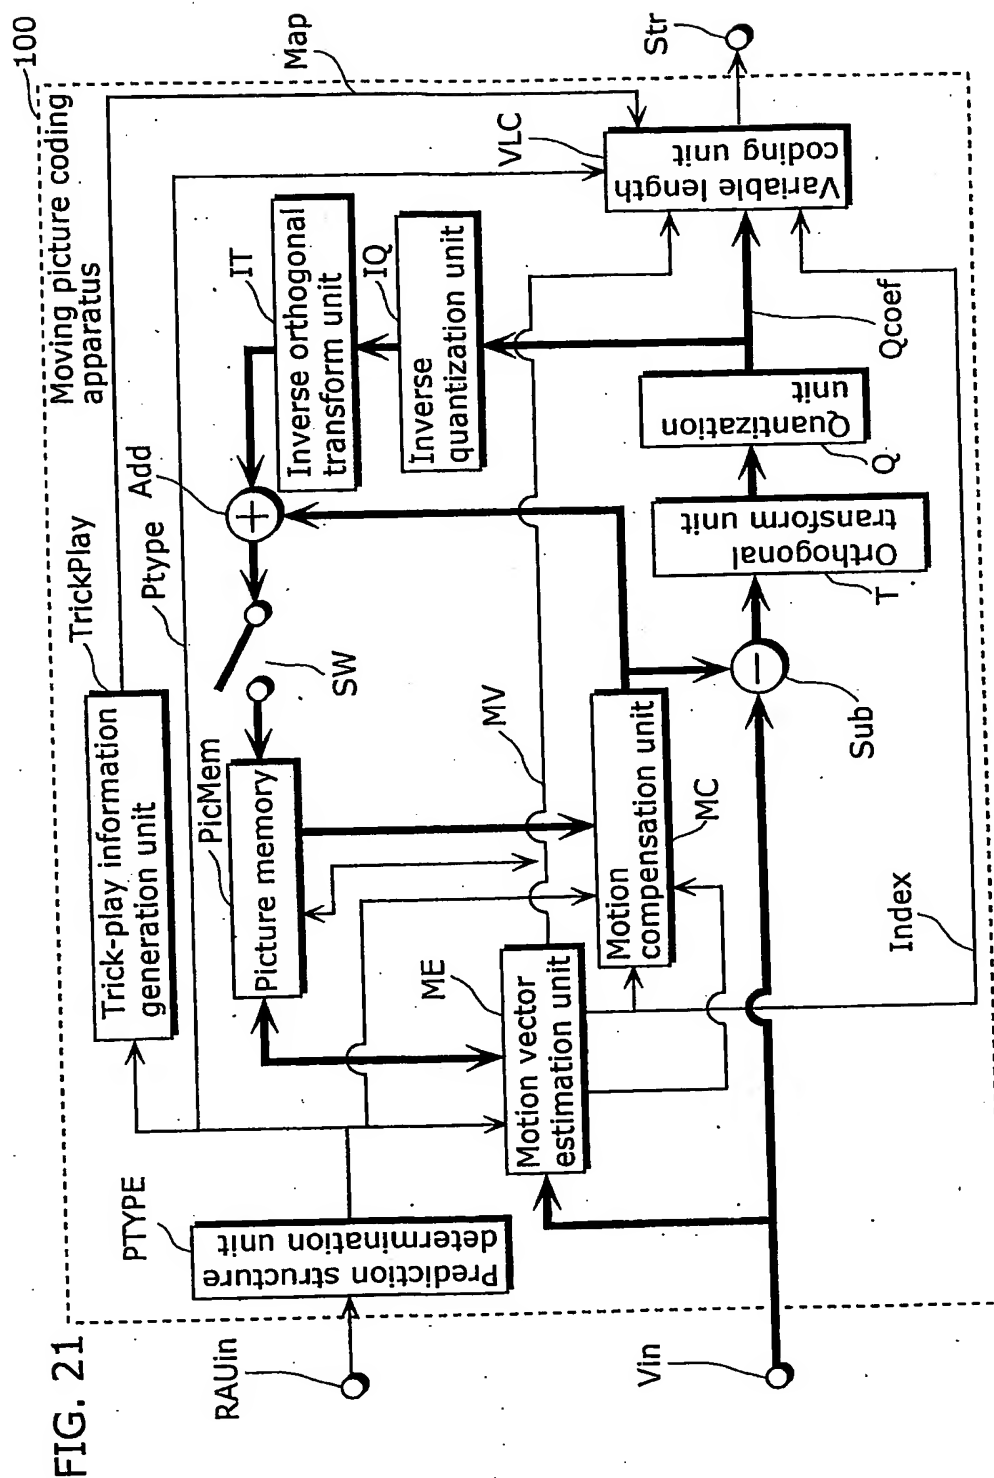 FIG. 21
100
Moving picture coding
apparatus
TrickPlay
Trick-play information
generation unit
Map
Ptype
PTYPE
Prediction structure
determination unit
RAUin
PicMem
Picture memory
SW
Add
IT
Inverse orthogonal
transform unit
IQ
Inverse
quantization unit
VLC
Variable length
coding unit
Str
ME
Motion vector
estimation unit
MV
Motion
compensation unit
MC
Vin
Sub
Orthogonal
transform unit
T
Quantization
unit
Q
Qcoef
Index